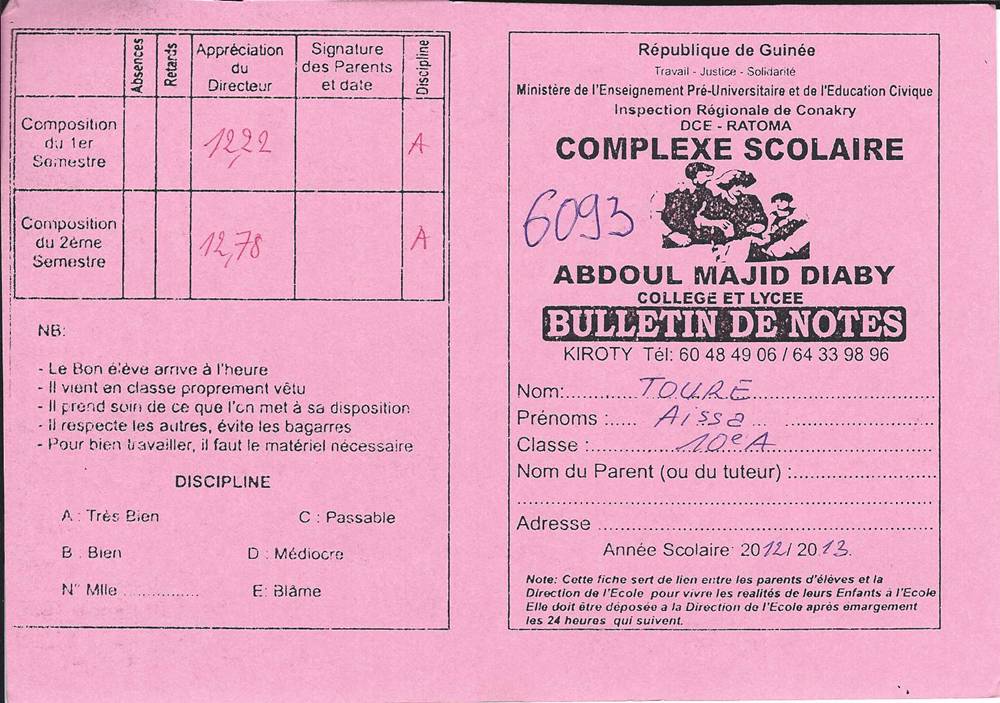 Absences
Retards
Appréciation du Directeur
Signature des Parents et date
Discipline
Composition du 1er Semestre
12,22
A
Composition du 2ème Semestre
12,78
A
NB:
- Le Bon élève arrive à l'heure
- Il vient en classe proprement vêtu
- Il prend soin de ce que l'on met à sa disposition
- Il respecte les autres, évite les bagarres
- Pour bien travailler, il faut le matériel nécessaire
DISCIPLINE
A : Très Bien C : Passable
B : Bien D : Médiocre
N° Mlle .............. E: Blâme
République de Guinée
Travail - Justice - Solidarité
Ministère de l'Enseignement Pré-Universitaire et de l'Education Civique
Inspection Régionale de Conakry
DCE - RATOMA
COMPLEXE SCOLAIRE
6093
ABDOUL MAJID DIABY
COLLEGE ET LYCEE
BULLETIN DE NOTES
KIROTY Tél: 60 48 49 06 / 64 33 98 96
Nom: TOURE
Prénoms : Aissa
Classe : 10e A
Nom du Parent (ou du tuteur) :
Adresse
Année Scolaire: 2012/ 2013.
Note: Cette fiche sert de lien entre les parents d'élèves et la
Direction de l'Ecole pour vivre les realités de leurs Enfants à l'Ecole
Elle doit être déposée a la Direction de l'Ecole après emargement
les 24 heures qui suivent.